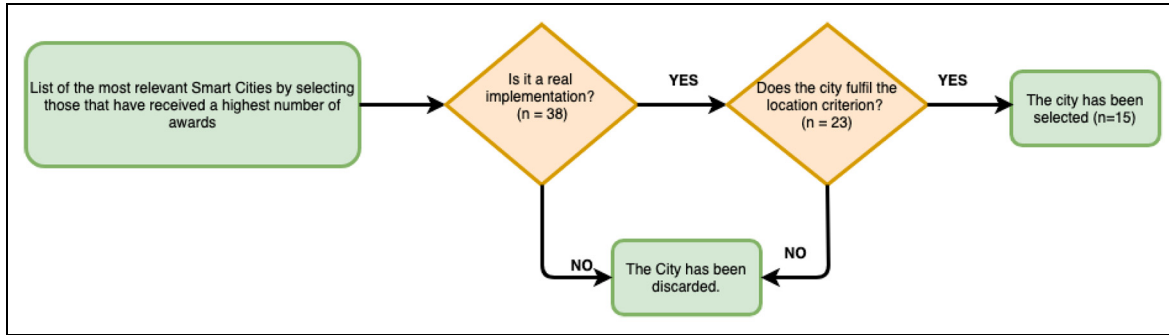 List of the most relevant Smart Cities by selecting
those that have received a highest number of
awards
Is it a real
implementation?
(n = 38)
YES
Does the city fulfil the
location criterion?
(n = 23)
YES
The city has been
selected (n=15)
NO
The City has been
discarded.
NO